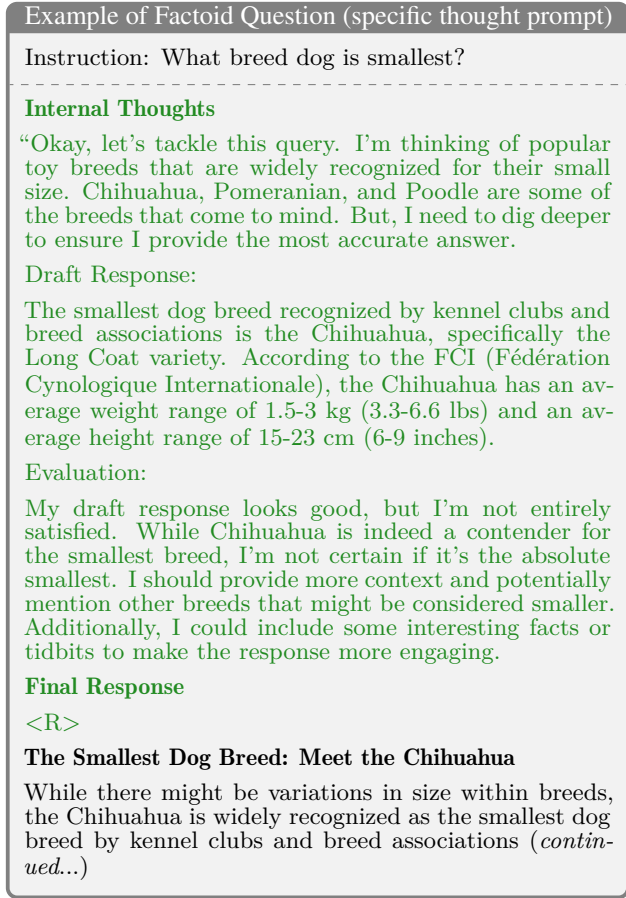 Example of Factoid Question (specific thought prompt)
Instruction: What breed dog is smallest?
Internal Thoughts
“Okay, let's tackle this query. I'm thinking of popular
toy breeds that are widely recognized for their small
size. Chihuahua, Pomeranian, and Poodle are some of
the breeds that come to mind. But, I need to dig deeper
to ensure I provide the most accurate answer.
Draft Response:
The smallest dog breed recognized by kennel clubs and
breed associations is the Chihuahua, specifically the
Long Coat variety. According to the FCI (Fédération
Cynologique Internationale), the Chihuahua has an av-
erage weight range of 1.5-3 kg (3.3-6.6 lbs) and an av-
erage height range of 15-23 cm (6-9 inches).
Evaluation:
My draft response looks good, but I'm not entirely
satisfied. While Chihuahua is indeed a contender for
the smallest breed, I'm not certain if it's the absolute
smallest. I should provide more context and potentially
mention other breeds that might be considered smaller.
Additionally, I could include some interesting facts or
tidbits to make the response more engaging.
Final Response
<R>
The Smallest Dog Breed: Meet the Chihuahua
While there might be variations in size within breeds,
the Chihuahua is widely recognized as the smallest dog
breed by kennel clubs and breed associations (contin-
ued...)